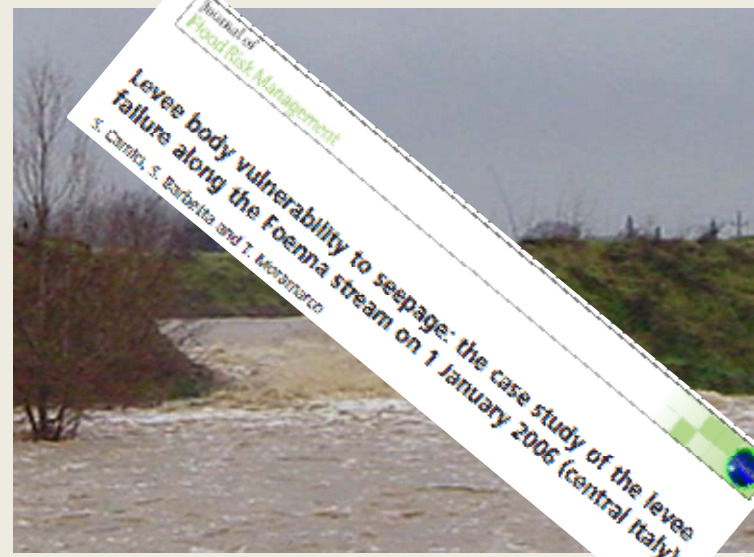 Journal of
Flood Risk Management
Levee body vulnerability to seepage: the case study of the levee
failure along the Foenna stream on 1 January 2006 (central Italy)
S. Camici, S. Barbetta and T. Moramarco